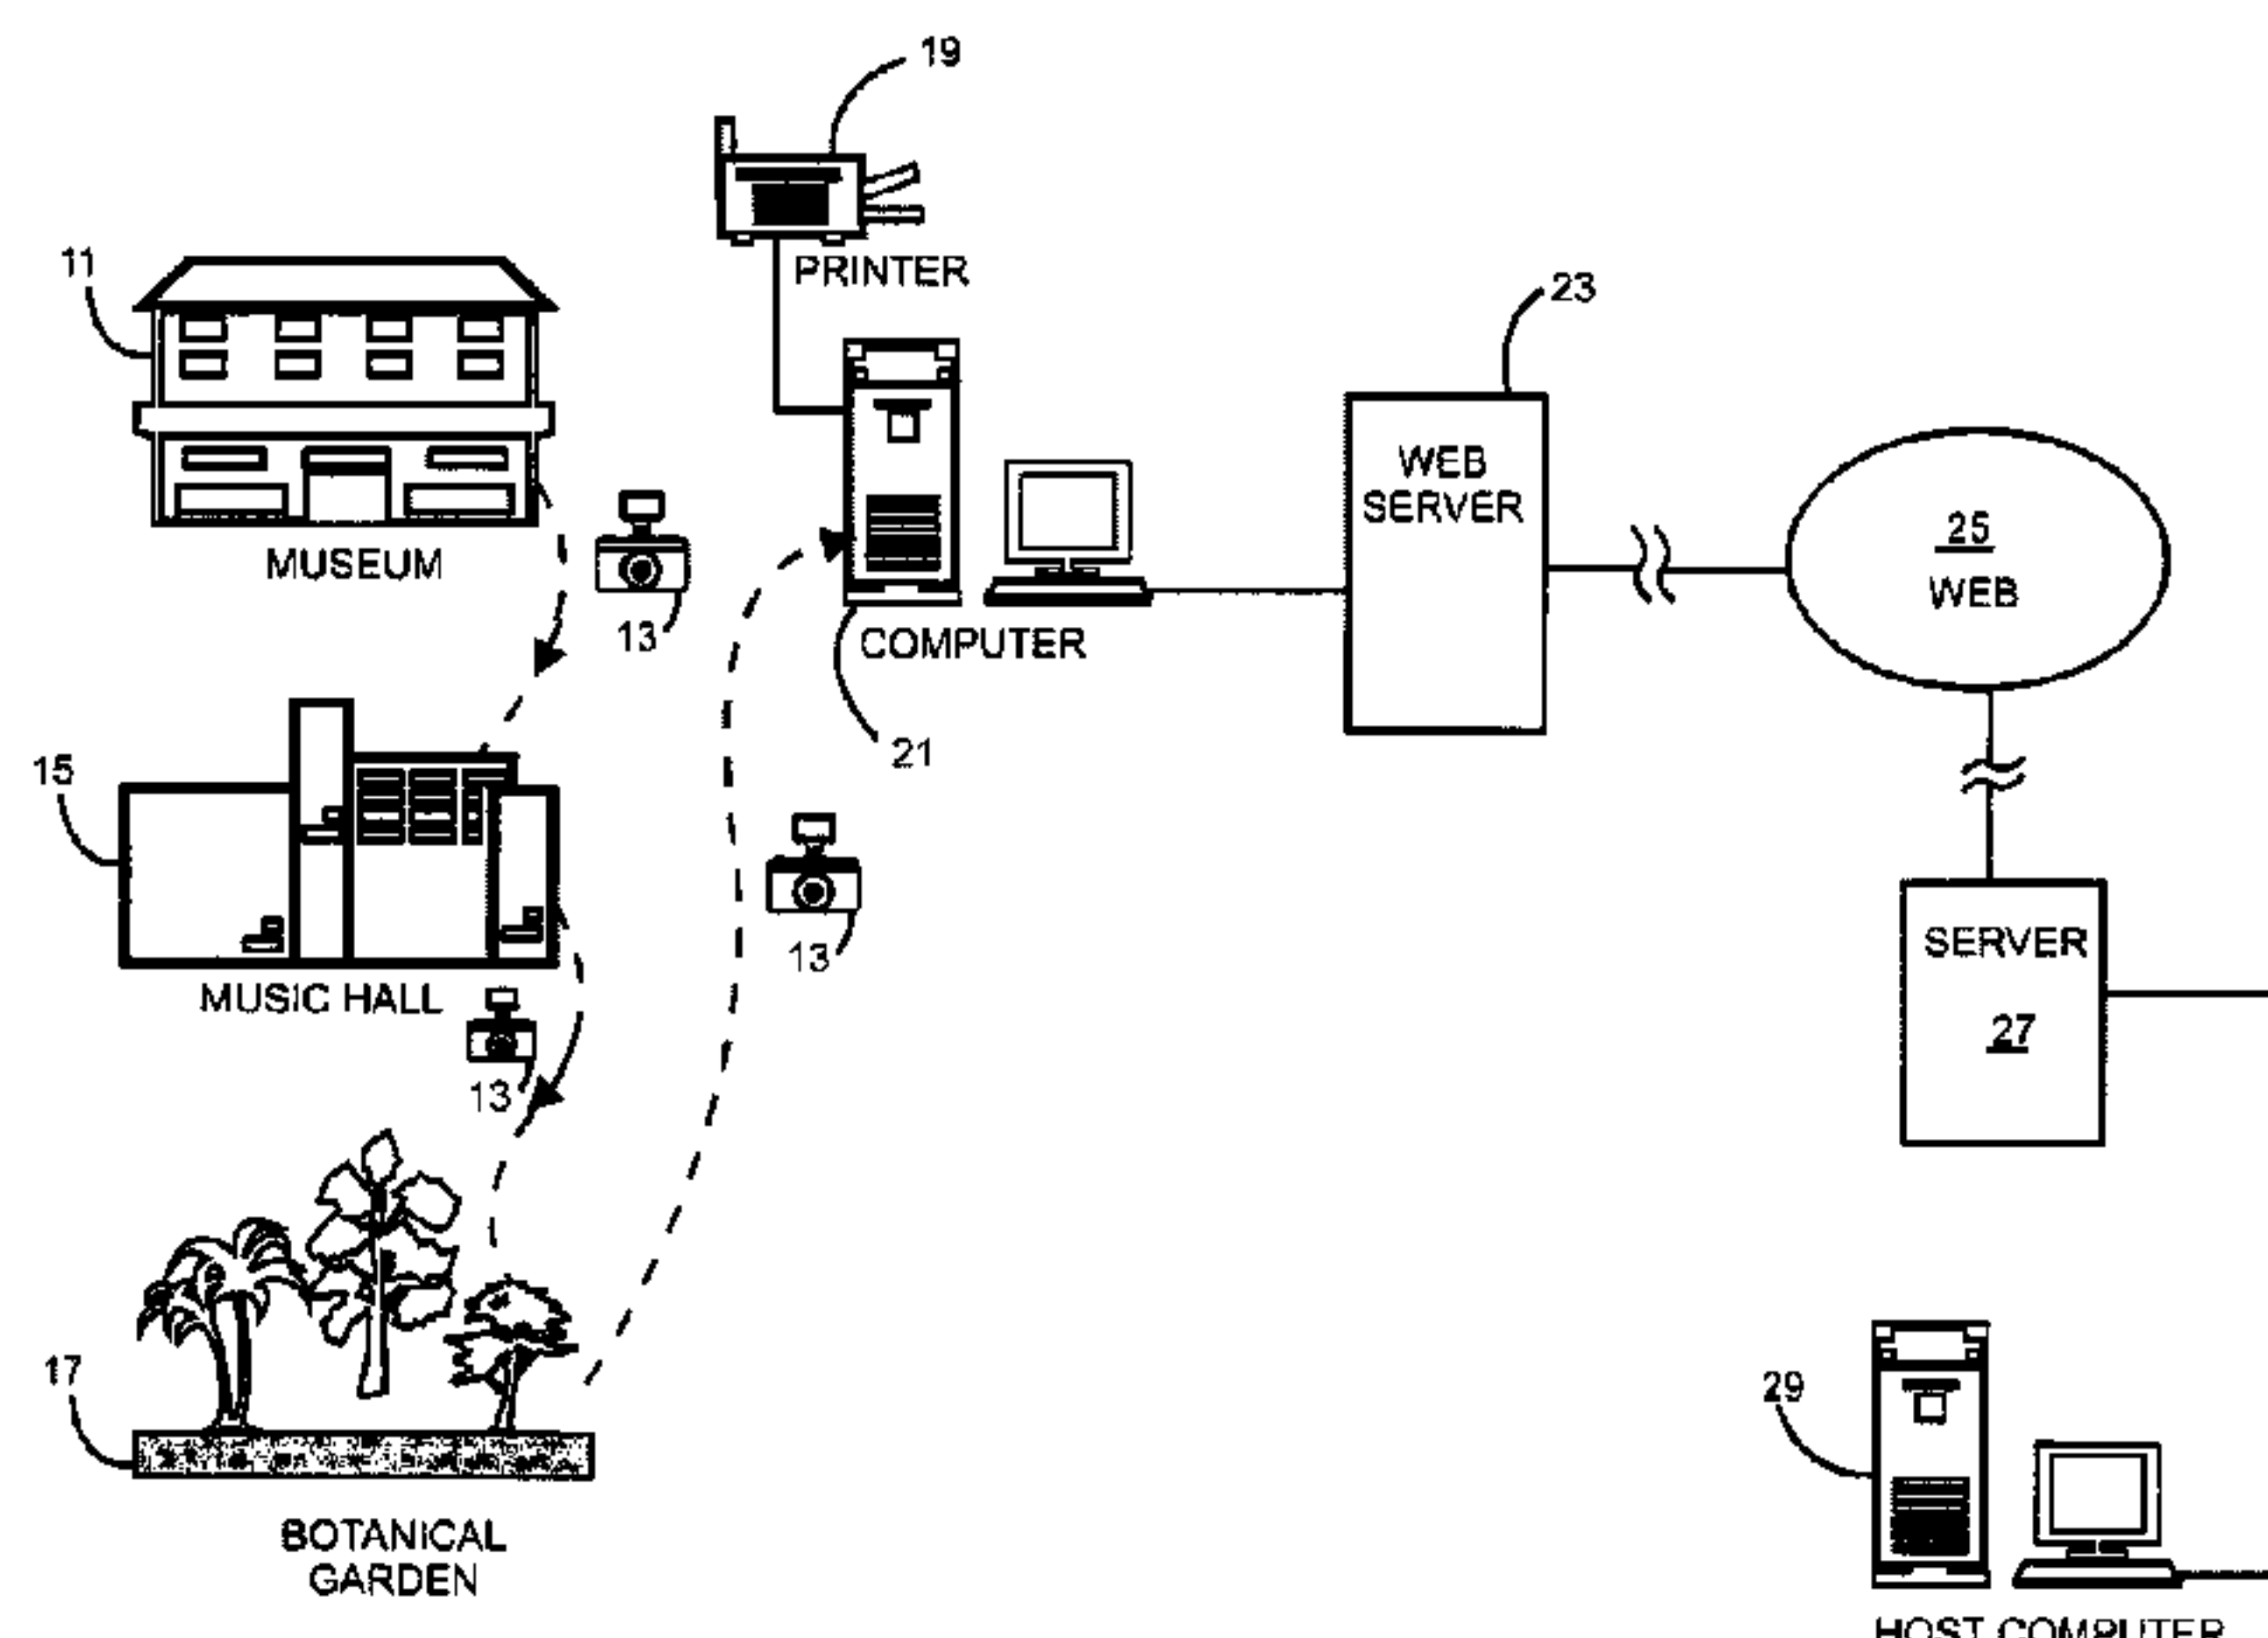 19
PRINTER
11
MUSEUM
13
COMPUTER
21
23
WEB
SERVER
25
WEB
15
MUSIC HALL
13
13
SERVER
27
17
BOTANICAL
GARDEN
29
HOST COMPUTER